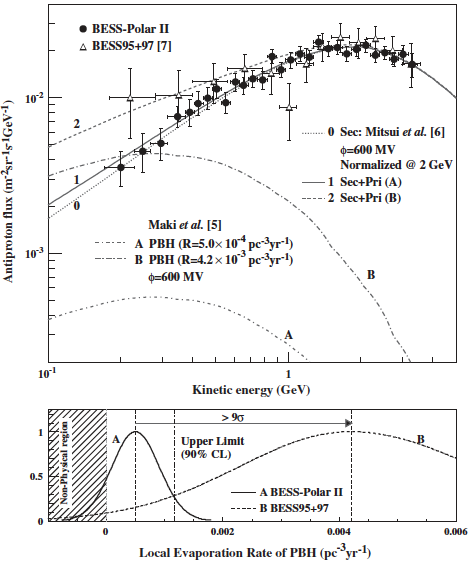 BESS-Polar II
BESS95+97 [7]
Antiproton flux (m⁻²sr⁻¹s⁻¹GeV⁻¹)
10⁻²
10⁻³
2
1
0
0 Sec: Mitsui et al. [6]
ϕ=600 MV
Normalized @ 2 GeV
1 Sec+Pri (A)
2 Sec+Pri (B)
Maki et al. [5]
A PBH (R=5.0×10⁻⁴ pc⁻³yr⁻¹)
B PBH (R=4.2×10⁻³ pc⁻³yr⁻¹)
ϕ=600 MV
B
A
10⁻¹
1
Kinetic energy (GeV)
> 9σ
Non-Physical region
A
Upper Limit
(90% CL)
B
1
0.5
0
A BESS-Polar II
B BESS95+97
0
0.002
0.004
0.006
Local Evaporation Rate of PBH (pc⁻³yr⁻¹)